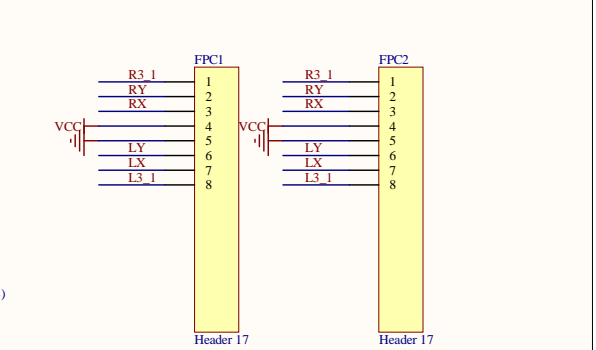 FPC1
R3_1
1
RY
2
RX
3
VCC
4
5
LY
6
LX
7
L3_1
8
Header 17
FPC2
R3_1
1
RY
2
RX
3
VCC
4
5
LY
6
LX
7
L3_1
8
Header 17
)